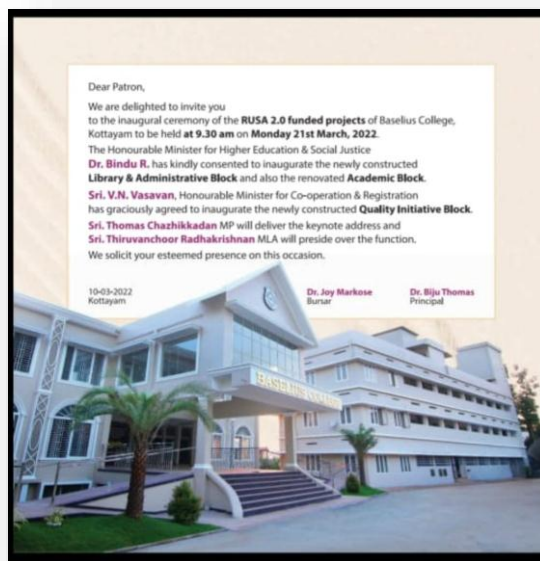 Dear Patron,
We are delighted to invite you
to the inaugural ceremony of the RUSA 2.0 funded projects of Baselius College,
Kottayam to be held at 9.30 am on Monday 21st March, 2022.
The Honourable Minister for Higher Education & Social Justice
Dr. Bindu R. has kindly consented to inaugurate the newly constructed
Library & Administrative Block and also the renovated Academic Block.
Sri. V.N. Vasavan, Honourable Minister for Co-operation & Registration
has graciously agreed to inaugurate the newly constructed Quality Initiative Block.
Sri. Thomas Chazhikkadan MP will deliver the keynote address and
Sri. Thiruvanchoor Radhakrishnan MLA will preside over the function.
We solicit your esteemed presence on this occasion.
10-03-2022 Dr. Joy Markose Dr. Biju Thomas
Kottayam Bursar Principal
BASELIUS COLLEGE